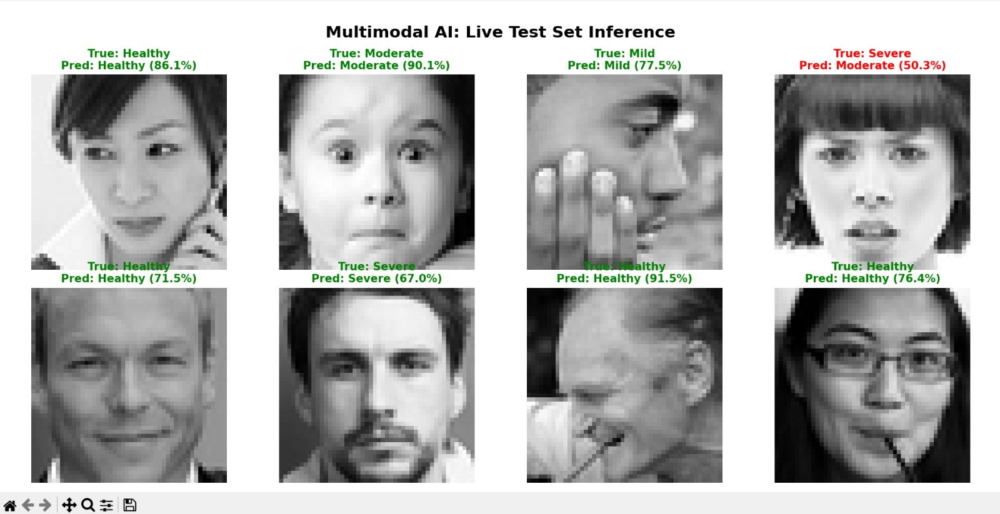 Multimodal AI: Live Test Set Inference
True: Healthy
Pred: Healthy (86.1%)
True: Moderate
Pred: Moderate (90.1%)
True: Mild
Pred: Mild (77.5%)
True: Severe
Pred: Moderate (50.3%)
True: Healthy
Pred: Healthy (71.5%)
True: Severe
Pred: Severe (67.0%)
True: Healthy
Pred: Healthy (91.5%)
True: Healthy
Pred: Healthy (76.4%)